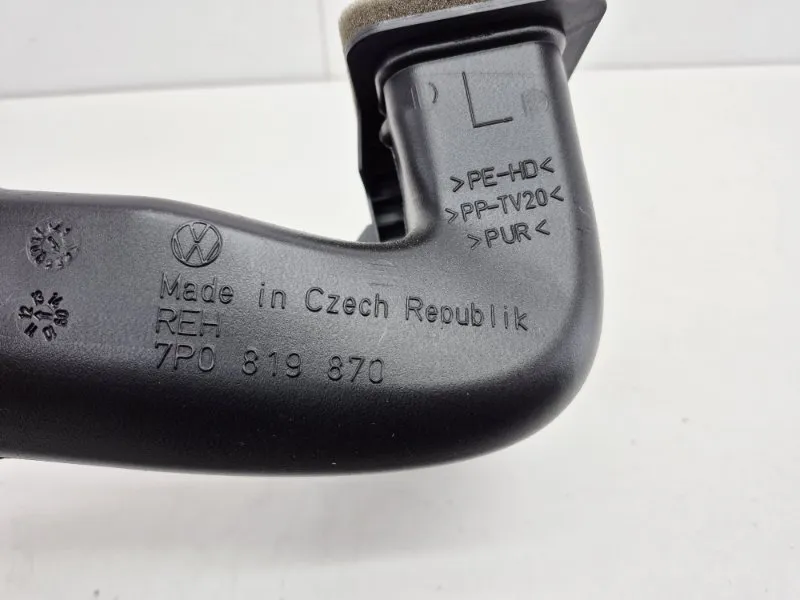 L
>PE-HD<
>PP-TV20<
>PUR<
Made in Czech Republik
REH
7P0 819 870